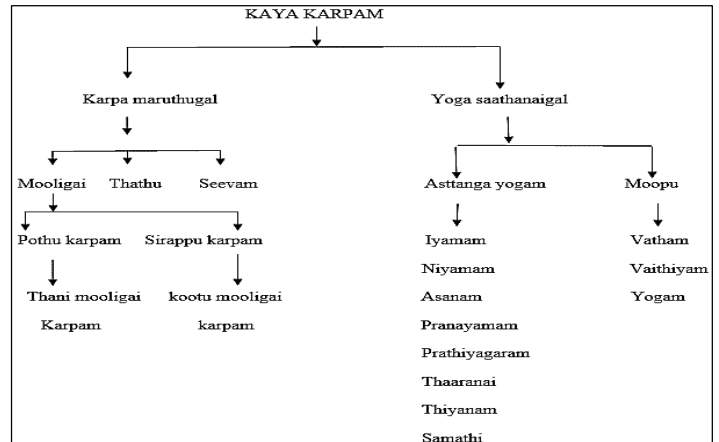 KAYA KARPAM
Karpa maruthugal
Yoga saathanaigal
Mooligai
Thathu
Seevam
Asttanga yogam
Moopu
Pothu karpam
Sirappu karpam
Thani mooligai
Karpam
kootu mooligai
karpam
Iyamam
Niyamam
Asanam
Pranayamam
Prathiyagaram
Thaaranai
Thiyanam
Samathi
Vatham
Vaithiyam
Yogam